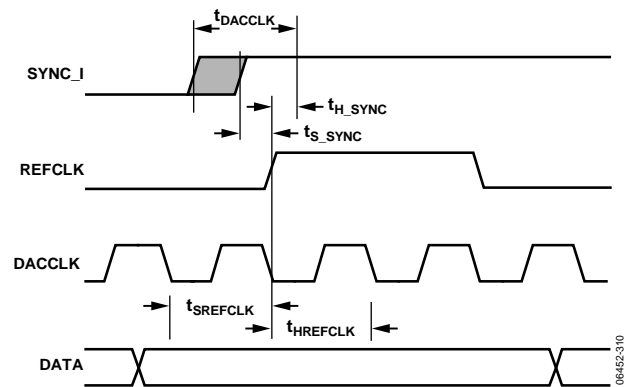 tDACCLK
SYNC_I
tH_SYNC
tS_SYNC
REFCLK
DACCLK
tSREFCLK
tHREFCLK
DATA
06452-310